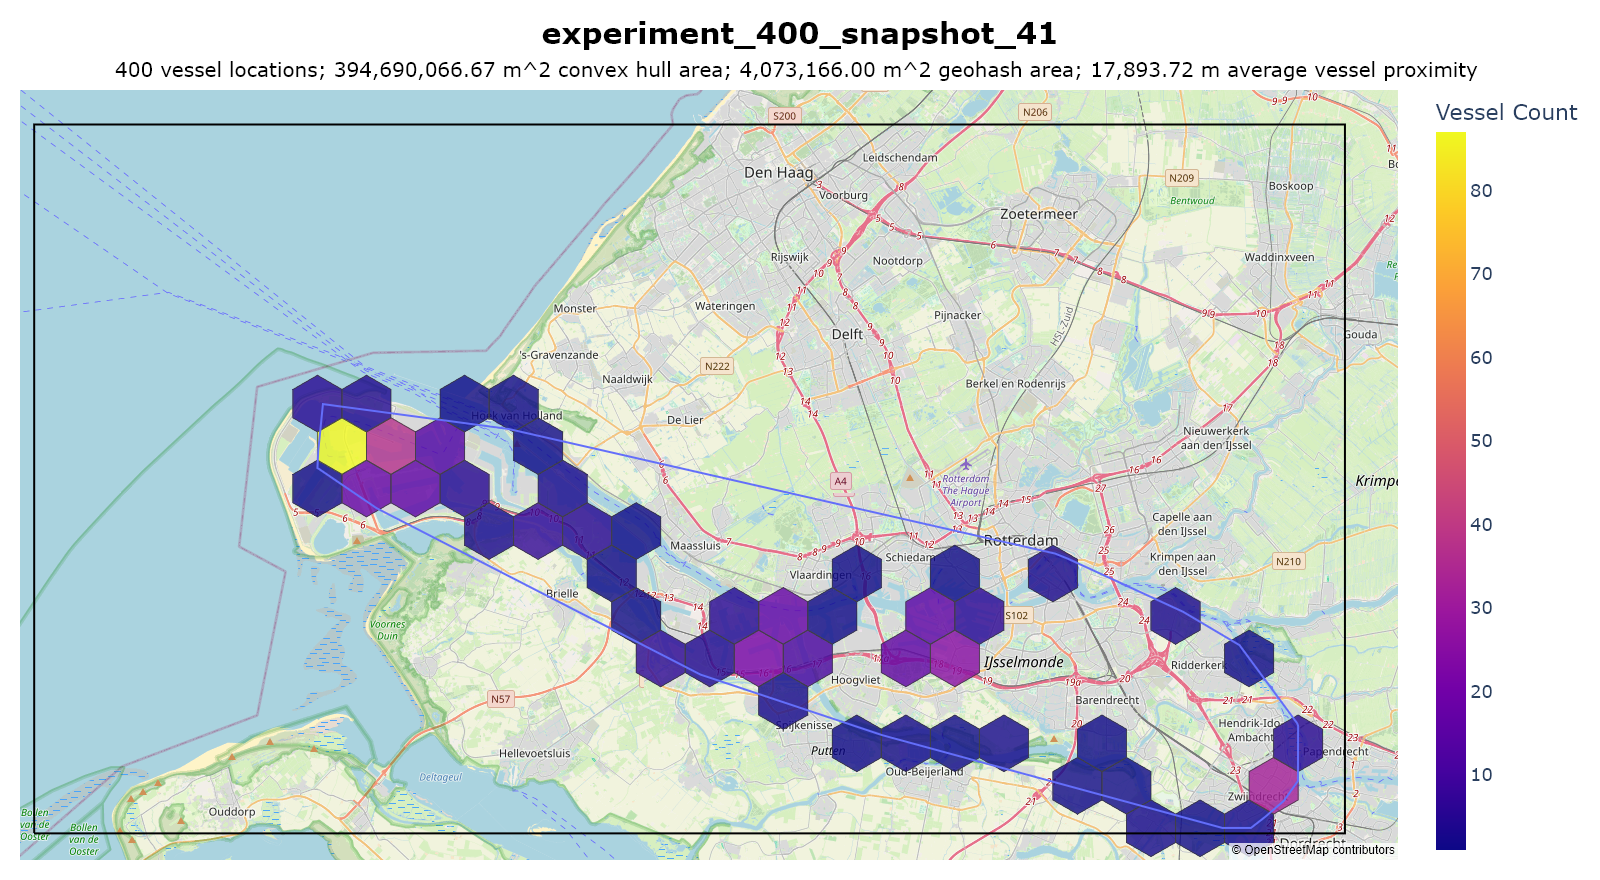 experiment_400_snapshot_41
400 vessel locations; 394,690,066.67 m^2 convex hull area; 4,073,166.00 m^2 geohash area; 17,893.72 m average vessel proximity
Vessel Count
80
70
60
50
40
30
20
10
S200
N206
Den Haag
Leidschendam
Voorburg
Zoetermeer
N209
Bentwoud
Boskoop
Rijswijk
Nootdorp
Waddinxveen
Monster
Wateringen
Pijnacker
Delft
HSL-Zuid
Gouda
's-Gravenzande
N222
Naaldwijk
Berkel en Rodenrijs
De Lier
Hoek van Holland
Nieuwerkerk
aan den IJssel
A4
Rotterdam
The Hague
Airport
Krimpe
Capelle aan
den IJssel
Maassluis
Schiedam
Rotterdam
Krimpen aan
den IJssel
N210
Vlaardingen
Brielle
S102
Voornes
Duin
IJsselmonde
Ridderkerk
Hoogvliet
N57
Barendrecht
Spijkenisse
Hendrik-Ido-
Ambacht
Papendrecht
Hellevoetsluis
Putten
Oud-Beijerland
Deltageul
Zwijndrecht
Ouddorp
Bollen
van de
Ooster
Bollen
van de
Ooster
Dordrecht
© OpenStreetMap contributors